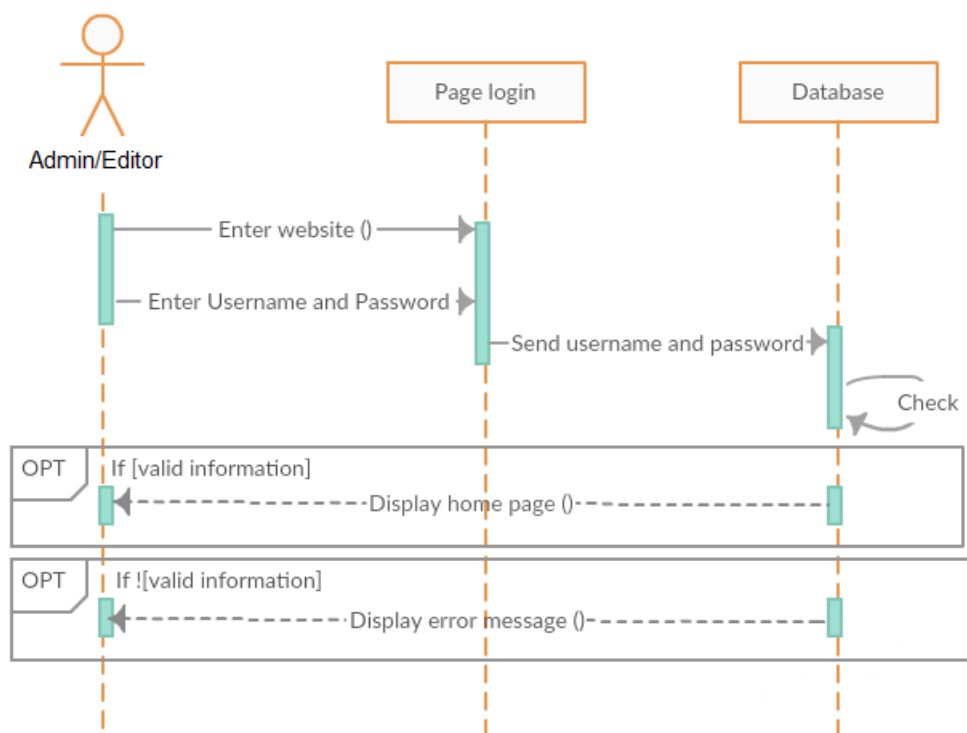 Page login
Database
Admin/Editor
Enter website ()
Enter Username and Password
Send username and password
Check
OPT
If [valid information]
Display home page ()
OPT
If ![valid information]
Display error message ()